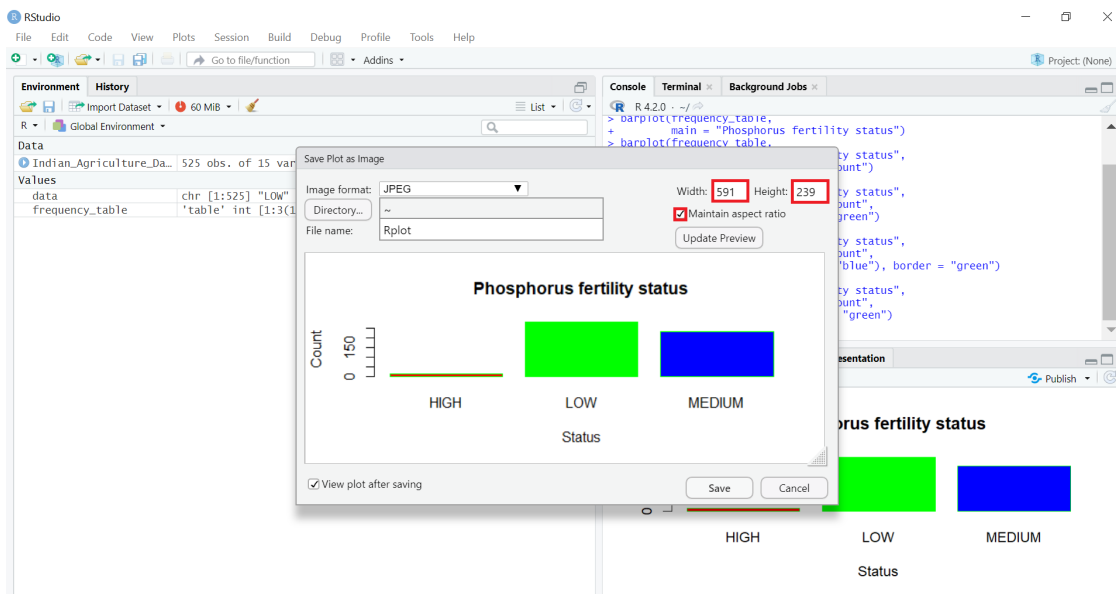 RStudio
File Edit Code View Plots Session Build Debug Profile Tools Help
Go to file/function Addins Project: (None)
Environment History
Import Dataset 60 MiB List
R Global Environment
Data
Indian_Agriculture_Da… 525 obs. of 15 var
Values
data chr [1:525] "LOW"
frequency_table 'table' int [1:3(1
Console Terminal × Background Jobs ×
R 4.2.0 · ~/
> barplot(frequency_table,
+ main = "Phosphorus fertility status")
> barplot(frequency_table,
ty status",
ount")
ty status",
ount",
green")
ty status",
ount",
"blue"), border = "green")
ty status",
ount",
"green")
Save Plot as Image
Image format: JPEG
Directory... ~
File name: Rplot
Width: 591 Height: 239
Maintain aspect ratio
Update Preview
Phosphorus fertility status
Count
150
0
HIGH LOW MEDIUM
Status
View plot after saving
Save Cancel
esentation
Publish
orus fertility status
0
HIGH LOW MEDIUM
Status